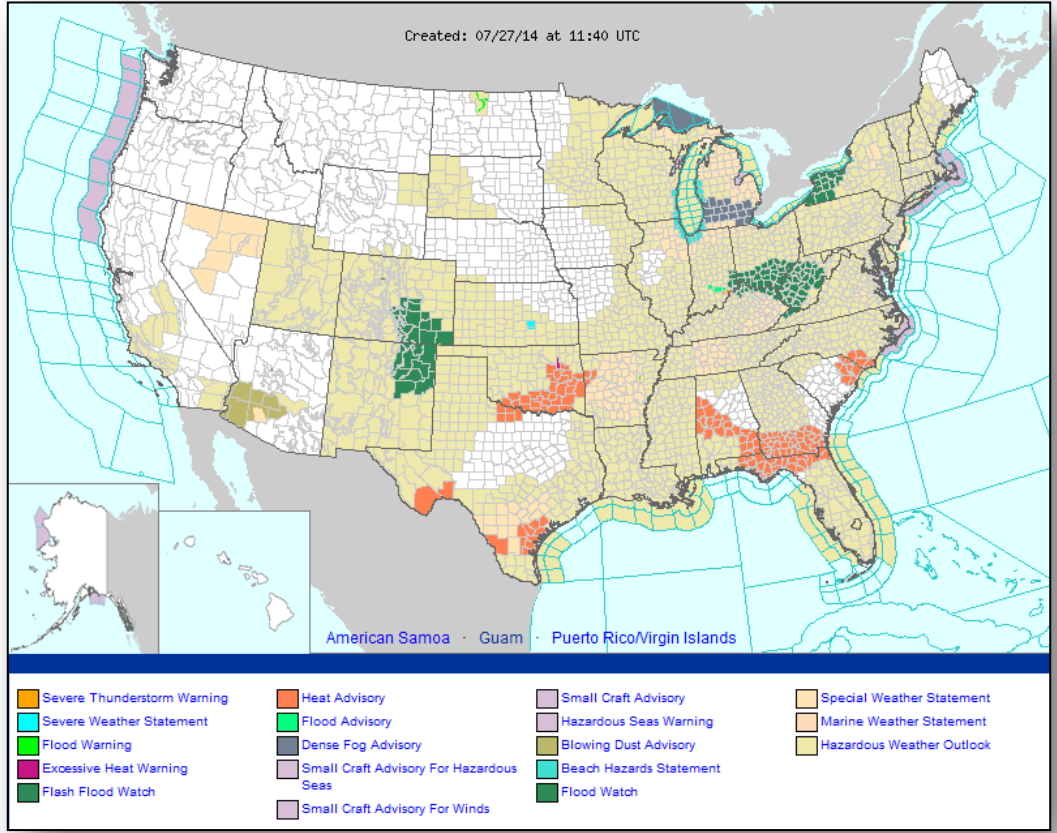 Created: 07/27/14 at 11:40 UTC
American Samoa · Guam · Puerto Rico/Virgin Islands
Severe Thunderstorm Warning
Severe Weather Statement
Flood Warning
Excessive Heat Warning
Flash Flood Watch
Heat Advisory
Flood Advisory
Dense Fog Advisory
Small Craft Advisory For Hazardous
Seas
Small Craft Advisory For Winds
Small Craft Advisory
Hazardous Seas Warning
Blowing Dust Advisory
Beach Hazards Statement
Flood Watch
Special Weather Statement
Marine Weather Statement
Hazardous Weather Outlook